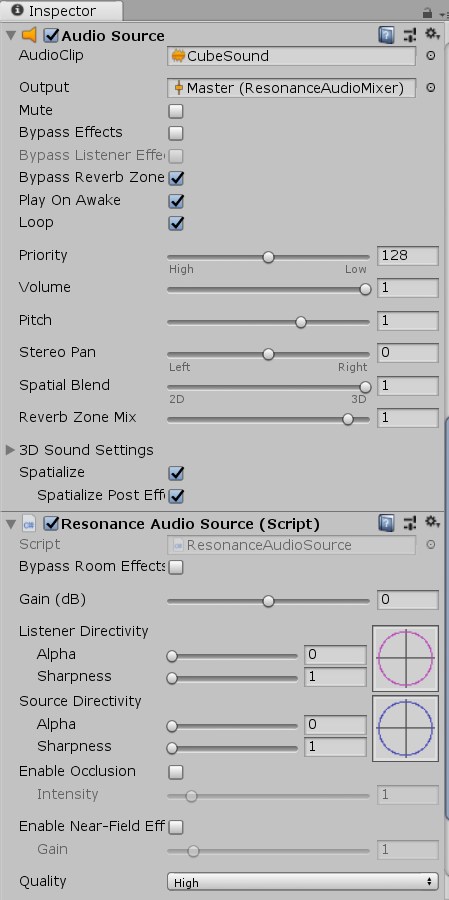 Inspector
Audio Source
AudioClip CubeSound
Output Master (ResonanceAudioMixer)
Mute
Bypass Effects
Bypass Listener Effe
Bypass Reverb Zone
Play On Awake
Loop
Priority 128
High Low
Volume 1
Pitch 1
Stereo Pan 0
Left Right
Spatial Blend 1
2D 3D
Reverb Zone Mix 1
3D Sound Settings
Spatialize
Spatialize Post Eff
Resonance Audio Source (Script)
Script ResonanceAudioSource
Bypass Room Effects
Gain (dB) 0
Listener Directivity
Alpha 0
Sharpness 1
Source Directivity
Alpha 0
Sharpness 1
Enable Occlusion
Intensity 1
Enable Near-Field Eff
Gain 1
Quality High